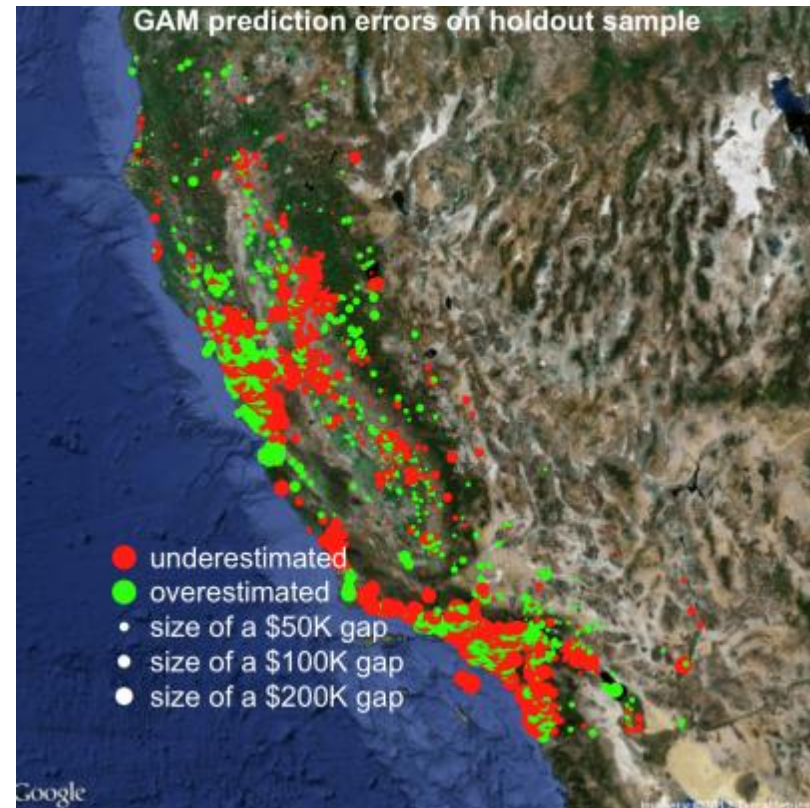 GAM prediction errors on holdout sample
underestimated
overestimated
size of a $50K gap
size of a $100K gap
size of a $200K gap
Google